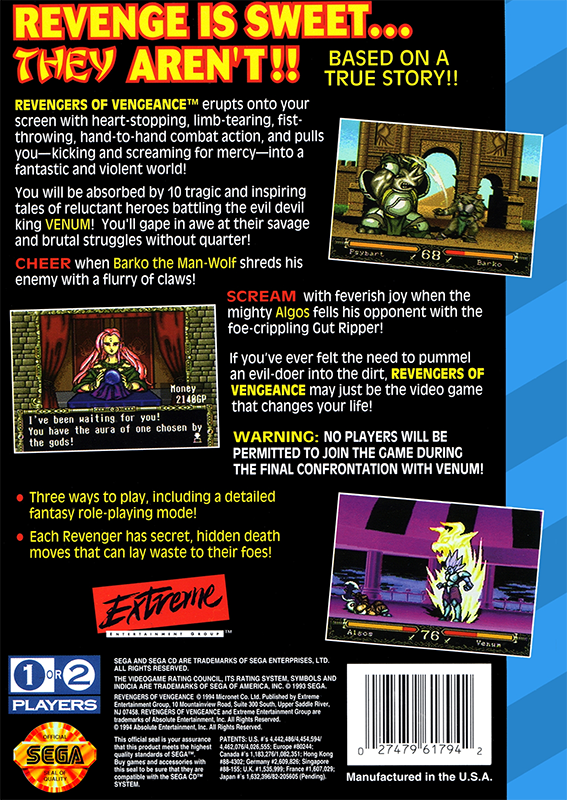 REVENGE IS SWEET...
THEY AREN'T!!
BASED ON A
TRUE STORY!!
REVENGERS OF VENGEANCE™ erupts onto your
screen with heart-stopping, limb-tearing, fist-
throwing, hand-to-hand combat action, and pulls
you—kicking and screaming for mercy—into a
fantastic and violent world!
You will be absorbed by 10 tragic and inspiring
tales of reluctant heroes battling the evil devil
king VENUM! You'll gape in awe at their savage
and brutal struggles without quarter!
CHEER when Barko the Man-Wolf shreds his
enemy with a flurry of claws!
Psybart 68 Barko
SCREAM with feverish joy when the
mighty Algos fells his opponent with the
foe-crippling Gut Ripper!
Money
2140GP
I've been waiting for you!
You have the aura of one chosen by
the gods!
If you've ever felt the need to pummel
an evil-doer into the dirt, REVENGERS OF
VENGEANCE may just be the video game
that changes your life!
WARNING: NO PLAYERS WILL BE
PERMITTED TO JOIN THE GAME DURING
THE FINAL CONFRONTATION WITH VENUM!
• Three ways to play, including a detailed
fantasy role-playing mode!
• Each Revenger has secret, hidden death
moves that can lay waste to their foes!
Algos 76 Venum
Extreme
ENTERTAINMENT GROUP™
1 OR 2
PLAYERS
OFFICIAL
SEGA
SEAL OF
QUALITY
SEGA AND SEGA CD ARE TRADEMARKS OF SEGA ENTERPRISES, LTD.
ALL RIGHTS RESERVED.
THE VIDEOGAME RATING COUNCIL, ITS RATING SYSTEM, SYMBOLS AND
INDICIA ARE TRADEMARKS OF SEGA OF AMERICA, INC. © 1993 SEGA.
REVENGERS OF VENGEANCE © 1994 Micronet Co. Ltd. Published by Extreme
Entertainment Group, 10 Mountainview Road, Suite 300 South, Upper Saddle River,
NJ 07458. REVENGERS OF VENGEANCE and Extreme Entertainment Group are
trademarks of Absolute Entertainment, Inc. All Rights Reserved.
© 1994 Absolute Entertainment, Inc. All Rights Reserved.
This official seal is your assurance
that this product meets the highest
quality standards of SEGA™.
Buy games and accessories with
this seal to be sure that they are
compatible with the SEGA CD™
SYSTEM.
PATENTS: U.S. #'s 4,442,486/4,454,594/
4,462,076/4,026,555; Europe #80244;
Canada #'s 1,183,276/1,082,351; Hong Kong
#88-4302; Germany #2,609,826; Singapore
#88-155; U.K. #1,535,999; France #1,607,029;
Japan #'s 1,632,396/82-205605 (Pending).
0 27479 61794 2
Manufactured in the U.S.A.